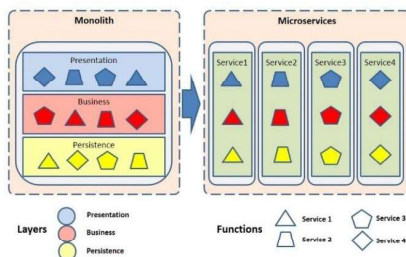 Monolith
Presentation
Business
Persistence
Microservices
Service1
Service2
Service3
Service4
Layers
Presentation
Business
Persistence
Functions
Service 1
Service 2
Service 3
Service 4